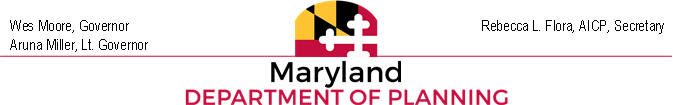 Wes Moore, Governor
Aruna Miller, Lt. Governor
Rebecca L. Flora, AICP, Secretary
Maryland
DEPARTMENT OF PLANNING